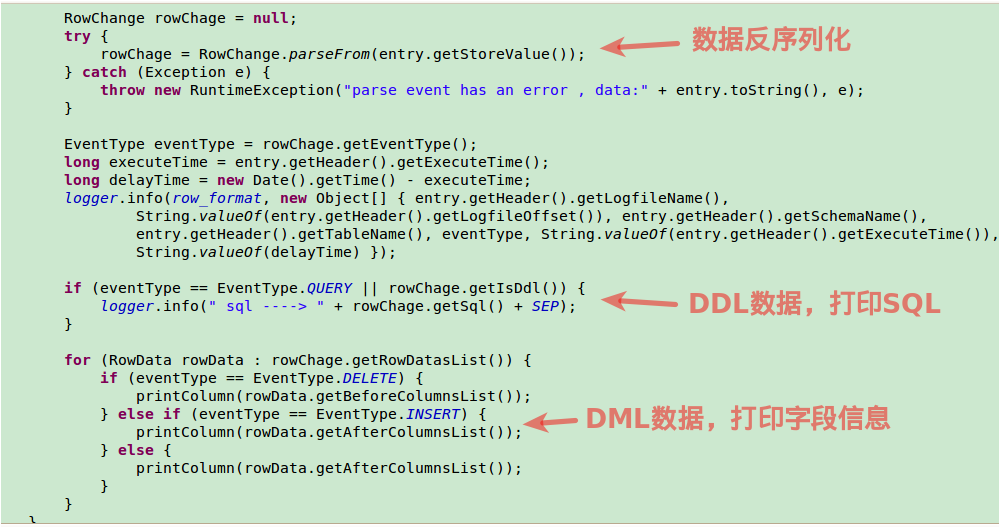 RowChange rowChage = null;
try {
rowChage = RowChange.parseFrom(entry.getStoreValue());
数据反序列化
} catch (Exception e) {
throw new RuntimeException("parse event has an error , data:" + entry.toString(), e);
}
EventType eventType = rowChage.getEventType();
long executeTime = entry.getHeader().getExecuteTime();
long delayTime = new Date().getTime() - executeTime;
logger.info(row_format, new Object[] { entry.getHeader().getLogfileName(),
String.valueOf(entry.getHeader().getLogfileOffset()), entry.getHeader().getSchemaName(),
entry.getHeader().getTableName(), eventType, String.valueOf(entry.getHeader().getExecuteTime()),
String.valueOf(delayTime) });
if (eventType == EventType.QUERY || rowChage.getIsDdl()) {
logger.info(" sql ----> " + rowChage.getSql() + SEP);
DDL数据，打印SQL
}
for (RowData rowData : rowChage.getRowDatasList()) {
if (eventType == EventType.DELETE) {
printColumn(rowData.getBeforeColumnsList());
} else if (eventType == EventType.INSERT) {
DML数据，打印字段信息
printColumn(rowData.getAfterColumnsList());
} else {
printColumn(rowData.getAfterColumnsList());
}
}
}